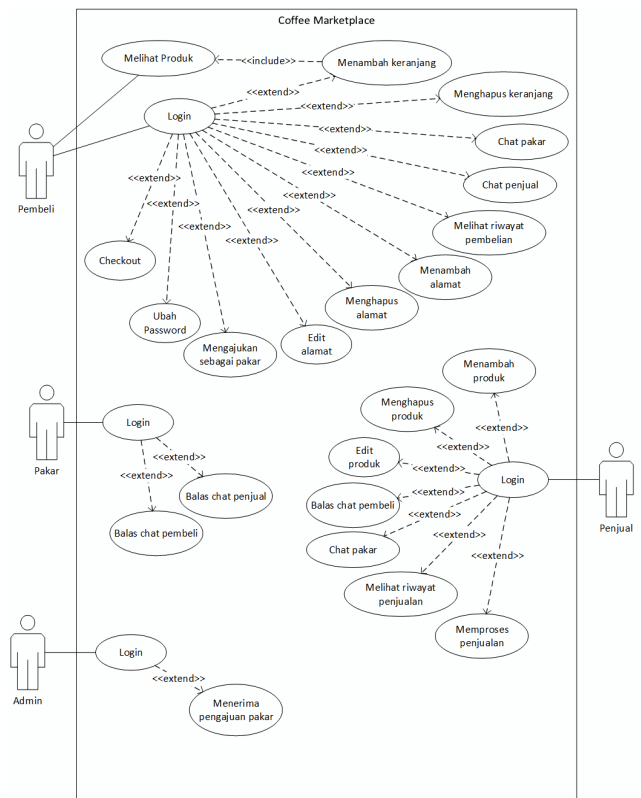 Coffee Marketplace
Melihat Produk
<<include>>
Menambah keranjang
<<extend>>
Menghapus keranjang
Login
<<extend>>
<<extend>>
Chat pakar
<<extend>>
Chat penjual
Pembeli
<<extend>>
<<extend>>
<<extend>>
<<extend>>
<<extend>>
<<extend>>
<<extend>>
<<extend>>
Melihat riwayat
pembelian
Checkout
Menambah
alamat
Menghapus
alamat
Ubah
Password
Edit
alamat
Mengajukan
sebagai pakar
Menambah
produk
Menghapus
produk
Pakar
Login
<<extend>>
<<extend>>
Balas chat penjual
Balas chat pembeli
<<extend>>
<<extend>>
Edit
produk
<<extend>>
Login
Penjual
Balas chat pembeli
<<extend>>
<<extend>>
Chat pakar
<<extend>>
<<extend>>
Melihat riwayat
penjualan
Memproses
penjualan
Admin
Login
<<extend>>
Menerima
pengajuan pakar